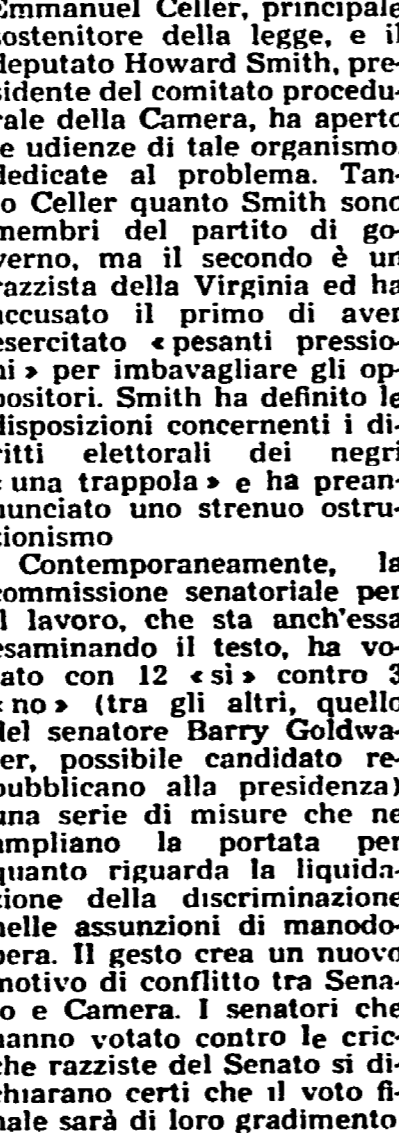 Emmanuel Celler, principale
sostenitore della legge, e il
deputato Howard Smith, pre-
sidente del comitato procedu-
rale della Camera, ha aperto
le udienze di tale organismo,
dedicate al problema. Tan-
to Celler quanto Smith sono
membri del partito di go-
verno, ma il secondo è un
razzista della Virginia ed ha
accusato il primo di aver
esercitato « pesanti pressio-
ni » per imbavagliare gli op-
positori. Smith ha definito le
disposizioni concernenti i di-
ritti elettorali dei negri
« una trappola » e ha prean-
nunciato uno strenuo ostru-
zionismo
Contemporaneamente, la
commissione senatoriale per
il lavoro, che sta anch'essa
esaminando il testo, ha vo-
tato con 12 « sì » contro 3
« no » (tra gli altri, quello
del senatore Barry Goldwa-
ter, possibile candidato re-
pubblicano alla presidenza)
una serie di misure che ne
ampliano la portata per
quanto riguarda la liquida-
zione della discriminazione
nelle assunzioni di manodo-
pera. Il gesto crea un nuovo
motivo di conflitto tra Sena-
to e Camera. I senatori che
hanno votato contro le cric-
che razziste del Senato si di-
chiarano certi che il voto fi-
nale sarà di loro gradimento